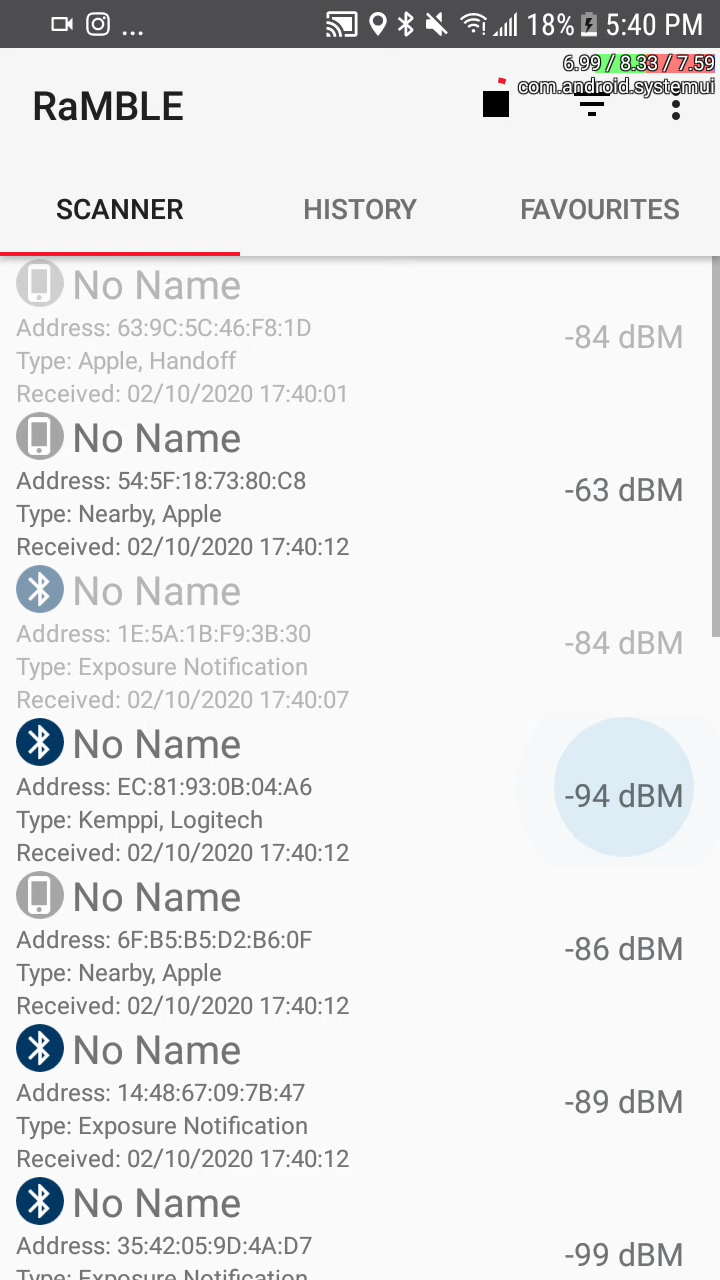 ... 18% 5:40 PM
6.99 / 8.33 / 7.59
com.android.systemui
RaMBLE
SCANNER HISTORY FAVOURITES
No Name
Address: 63:9C:5C:46:F8:1D
-84 dBM
Type: Apple, Handoff
Received: 02/10/2020 17:40:01
No Name
Address: 54:5F:18:73:80:C8
-63 dBM
Type: Nearby, Apple
Received: 02/10/2020 17:40:12
No Name
Address: 1E:5A:1B:F9:3B:30
-84 dBM
Type: Exposure Notification
Received: 02/10/2020 17:40:07
No Name
Address: EC:81:93:0B:04:A6
-94 dBM
Type: Kemppi, Logitech
Received: 02/10/2020 17:40:12
No Name
Address: 6F:B5:B5:D2:B6:0F
-86 dBM
Type: Nearby, Apple
Received: 02/10/2020 17:40:12
No Name
Address: 14:48:67:09:7B:47
-89 dBM
Type: Exposure Notification
Received: 02/10/2020 17:40:12
No Name
Address: 35:42:05:9D:4A:D7
-99 dBM
Type: Exposure Notification